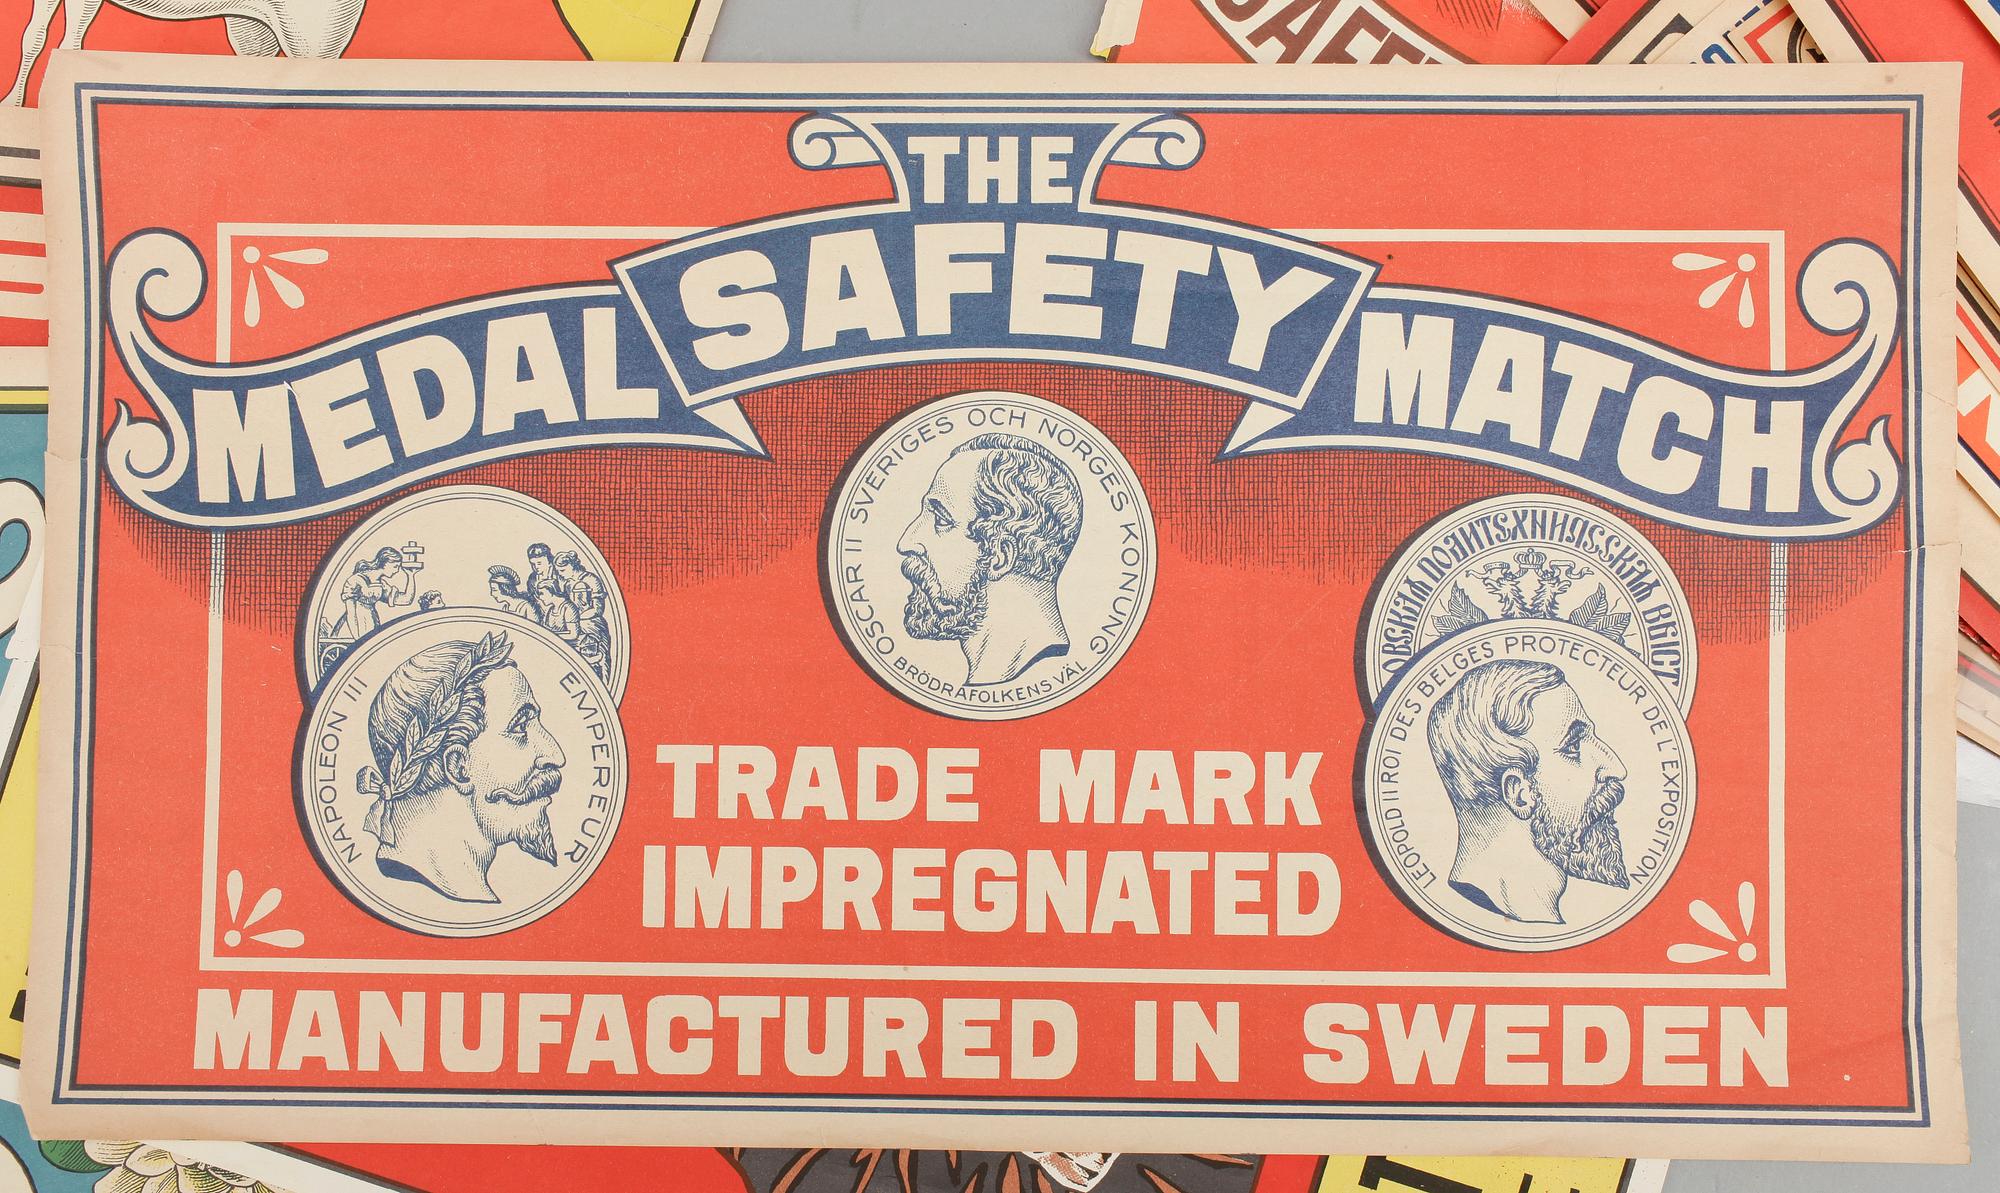 THE
MEDAL SAFETY MATCH
OSCAR II SVERIGES OCH NORGES KONUNG
BRÖDRAFOLKENS VÄL
NAPOLEON III EMPEREUR
LEOPOLD II ROI DES BELGES PROTECTEUR DE L'EXPOSITION
TRADE MARK
IMPREGNATED
MANUFACTURED IN SWEDEN